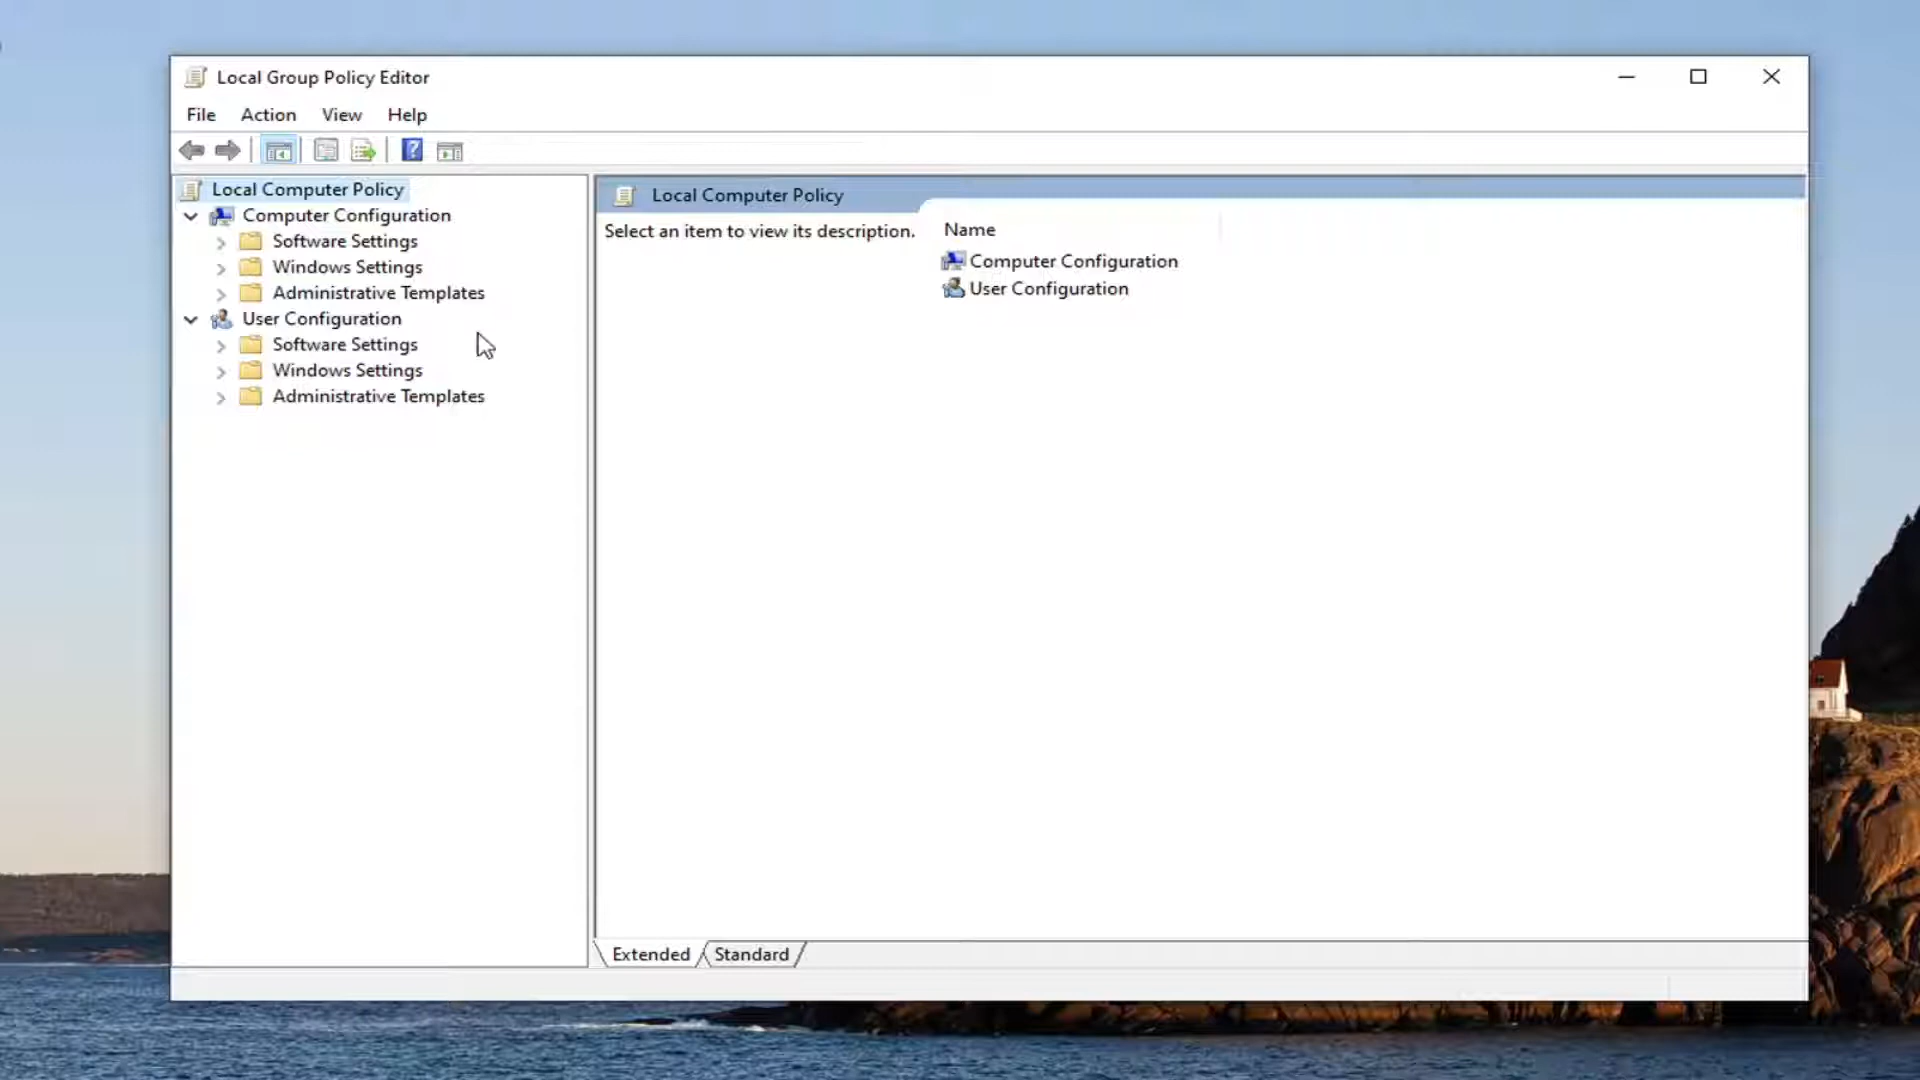 Local Group Policy Editor
File Action View Help
Local Computer Policy
Computer Configuration
Software Settings
Windows Settings
Administrative Templates
User Configuration
Software Settings
Windows Settings
Administrative Templates
Local Computer Policy
Select an item to view its description.
Name
Computer Configuration
User Configuration
Extended Standard